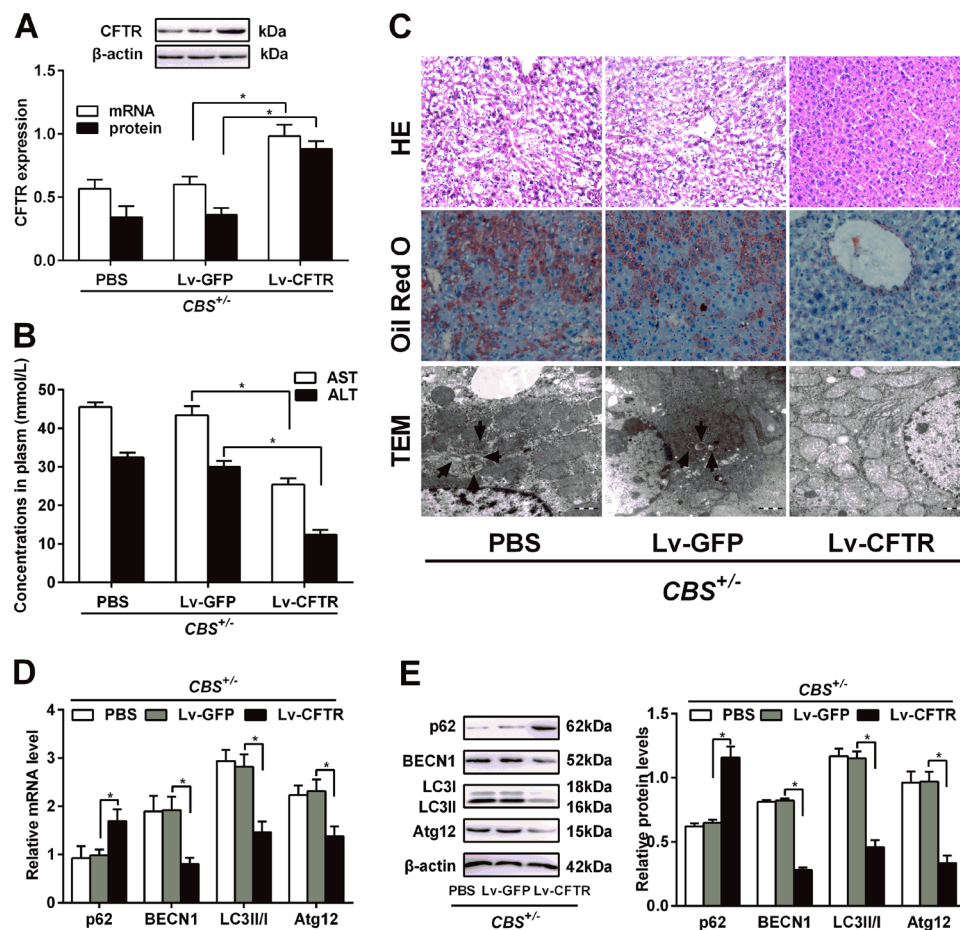 A
CFTR
kDa
β-actin
kDa
CFTR expression
1.5
1.0
0.5
0.0
mRNA
protein
*
*
PBS
Lv-GFP
Lv-CFTR
CBS+/-
B
Concentrations in plasm (mmol/L)
50
40
30
20
10
0
AST
ALT
*
*
PBS
Lv-GFP
Lv-CFTR
CBS+/-
C
HE
Oil Red O
TEM
PBS
Lv-GFP
Lv-CFTR
CBS+/-
D
CBS+/-
PBS
Lv-GFP
Lv-CFTR
Relative mRNA level
4
3
2
1
0
*
*
*
*
p62
BECN1
LC3II/I
Atg12
E
p62
62kDa
BECN1
52kDa
LC3I
18kDa
LC3II
16kDa
Atg12
15kDa
β-actin
42kDa
PBS Lv-GFP Lv-CFTR
CBS+/-
CBS+/-
PBS
Lv-GFP
Lv-CFTR
Relative protein levels
1.5
1.0
0.5
0.0
*
*
*
*
p62
BECN1
LC3II/I
Atg12